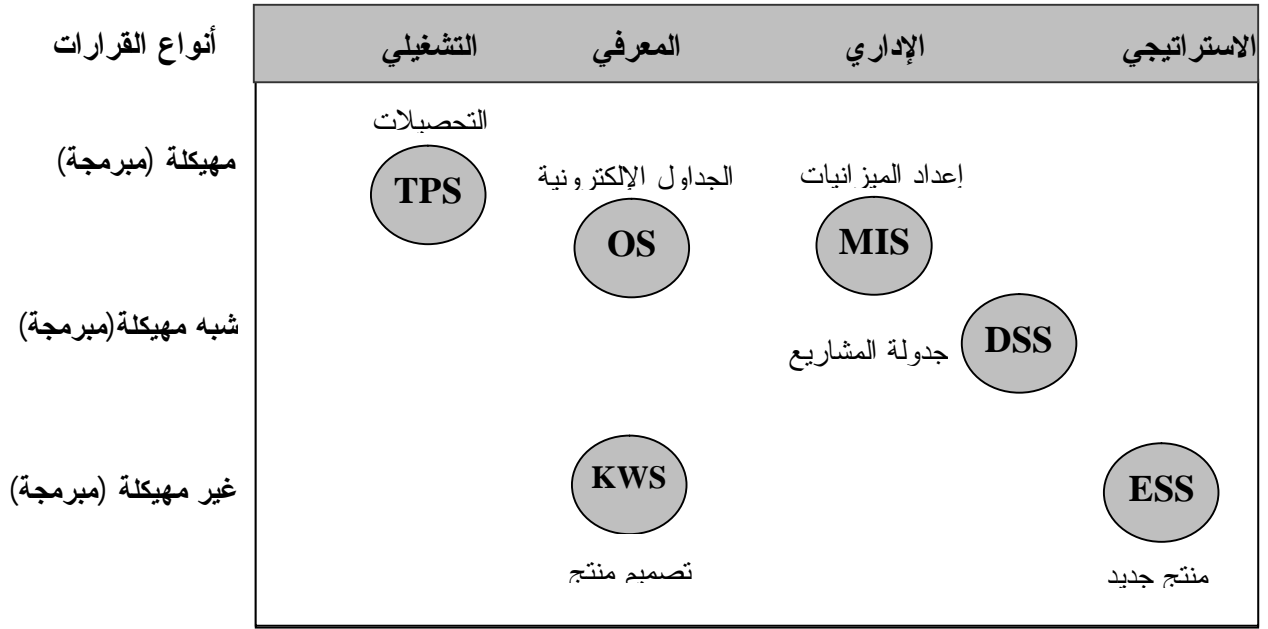 أنواع القرارات التشغيلي المعرفي الإداري الاستراتيجي
التحصيلات
مهيكلة (مبرمجة)
الجداول الإلكترونية
إعداد الميزانيات
TPS
OS
MIS
شبه مهيكلة(مبرمجة)
جدولة المشاريع
DSS
غير مهيكلة (مبرمجة)
KWS
ESS
تصميم منتج
منتج جديد